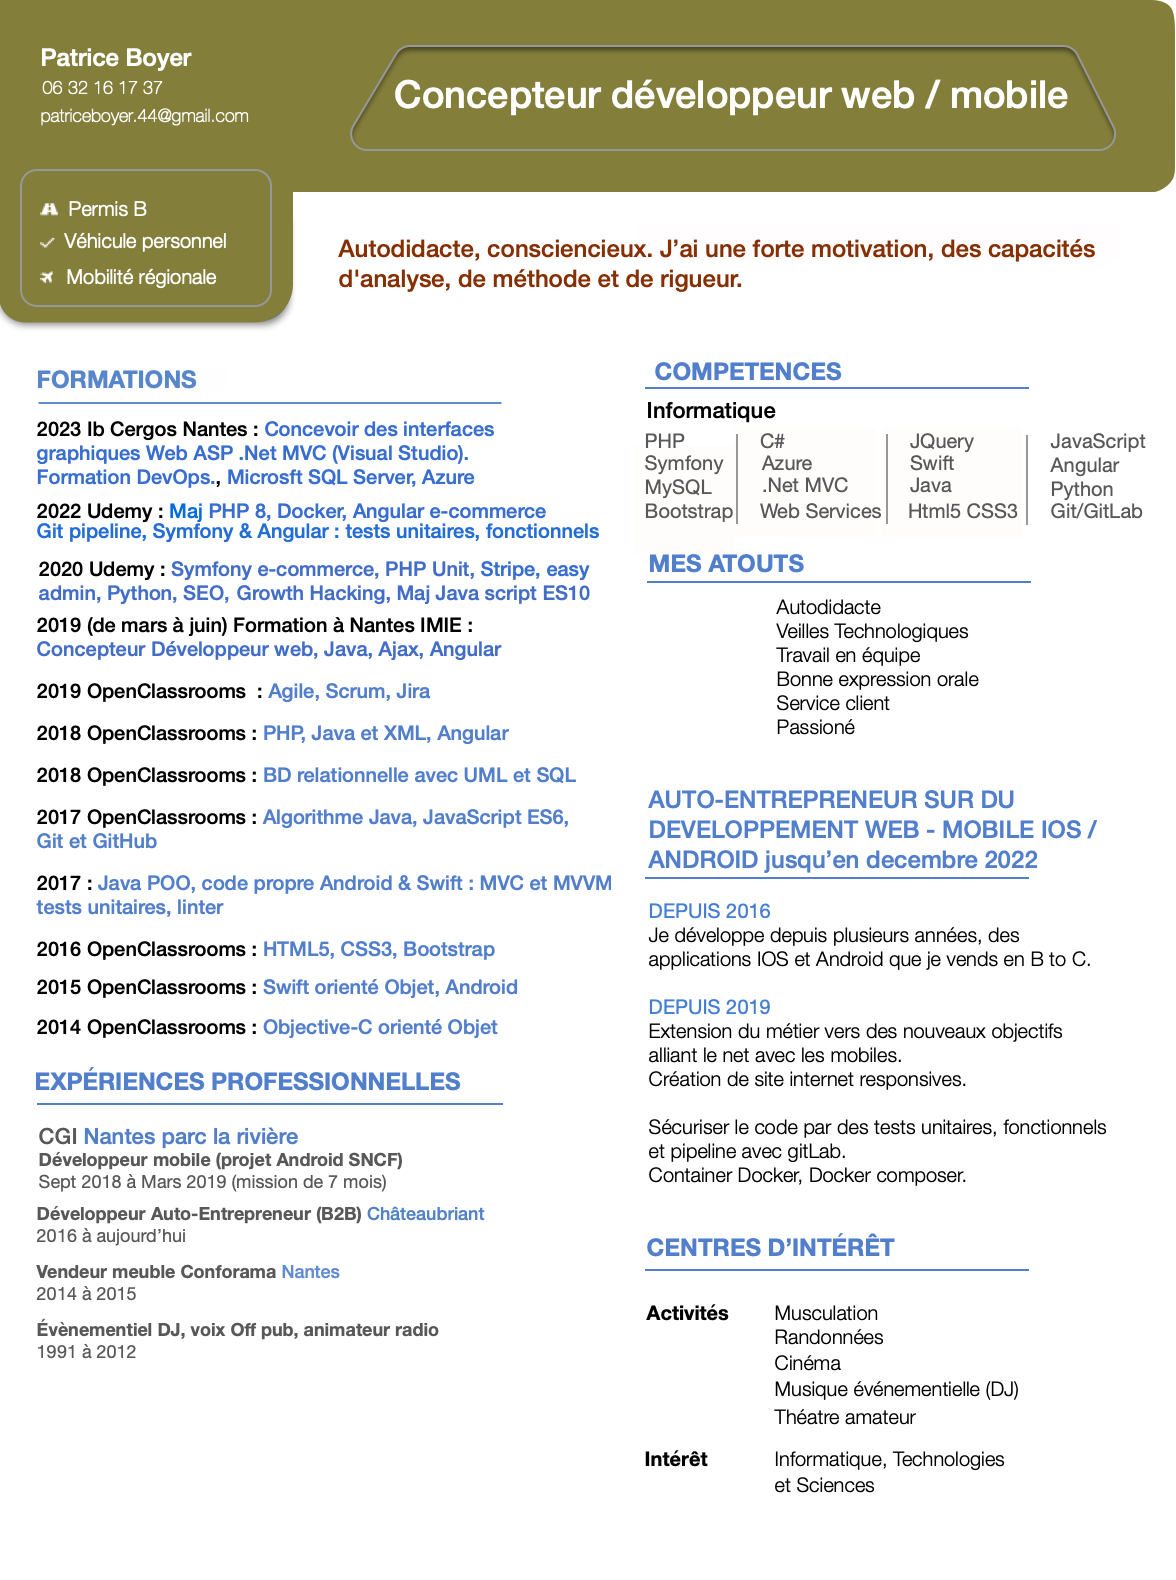 Patrice Boyer
06 32 16 17 37
patriceboyer.44@gmail.com
Concepteur développeur web / mobile
Permis B
Véhicule personnel
Mobilité régionale
Autodidacte, consciencieux. J’ai une forte motivation, des capacités
d'analyse, de méthode et de rigueur.
FORMATIONS
2023 Ib Cergos Nantes : Concevoir des interfaces
graphiques Web ASP .Net MVC (Visual Studio).
Formation DevOps., Microsft SQL Server, Azure
2022 Udemy : Maj PHP 8, Docker, Angular e-commerce
Git pipeline, Symfony & Angular : tests unitaires, fonctionnels
2020 Udemy : Symfony e-commerce, PHP Unit, Stripe, easy
admin, Python, SEO, Growth Hacking, Maj Java script ES10
2019 (de mars à juin) Formation à Nantes IMIE :
Concepteur Développeur web, Java, Ajax, Angular
2019 OpenClassrooms : Agile, Scrum, Jira
2018 OpenClassrooms : PHP, Java et XML, Angular
2018 OpenClassrooms : BD relationnelle avec UML et SQL
2017 OpenClassrooms : Algorithme Java, JavaScript ES6,
Git et GitHub
2017 : Java POO, code propre Android & Swift : MVC et MVVM
tests unitaires, linter
2016 OpenClassrooms : HTML5, CSS3, Bootstrap
2015 OpenClassrooms : Swift orienté Objet, Android
2014 OpenClassrooms : Objective-C orienté Objet
EXPÉRIENCES PROFESSIONNELLES
CGI Nantes parc la rivière
Développeur mobile (projet Android SNCF)
Sept 2018 à Mars 2019 (mission de 7 mois)
Développeur Auto-Entrepreneur (B2B) Châteaubriant
2016 à aujourd’hui
Vendeur meuble Conforama Nantes
2014 à 2015
Évènementiel DJ, voix Off pub, animateur radio
1991 à 2012
COMPETENCES
Informatique
PHP C# JQuery JavaScript
Symfony Azure Swift Angular
MySQL .Net MVC Java Python
Bootstrap Web Services Html5 CSS3 Git/GitLab
MES ATOUTS
Autodidacte
Veilles Technologiques
Travail en équipe
Bonne expression orale
Service client
Passioné
AUTO-ENTREPRENEUR SUR DU
DEVELOPPEMENT WEB - MOBILE IOS /
ANDROID jusqu’en decembre 2022
DEPUIS 2016
Je développe depuis plusieurs années, des
applications IOS et Android que je vends en B to C.
DEPUIS 2019
Extension du métier vers des nouveaux objectifs
alliant le net avec les mobiles.
Création de site internet responsives.
Sécuriser le code par des tests unitaires, fonctionnels
et pipeline avec gitLab.
Container Docker, Docker composer.
CENTRES D’INTÉRÊT
Activités Musculation
Randonnées
Cinéma
Musique événementielle (DJ)
Théatre amateur
Intérêt Informatique, Technologies
et Sciences